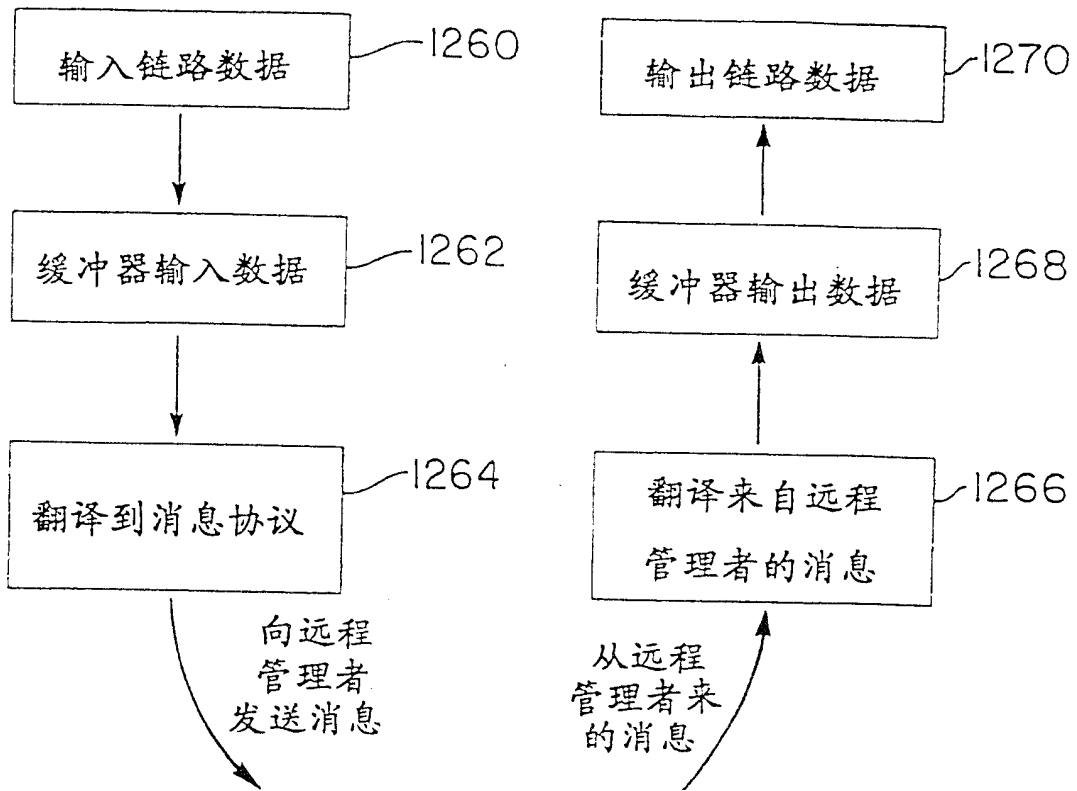 输入链路数据
1260
缓冲器输入数据
1262
翻译到消息协议
1264
向远程
管理者
发送消息
输出链路数据
1270
缓冲器输出数据
1268
翻译来自远程
管理者的消息
1266
从远程
管理者来
的消息